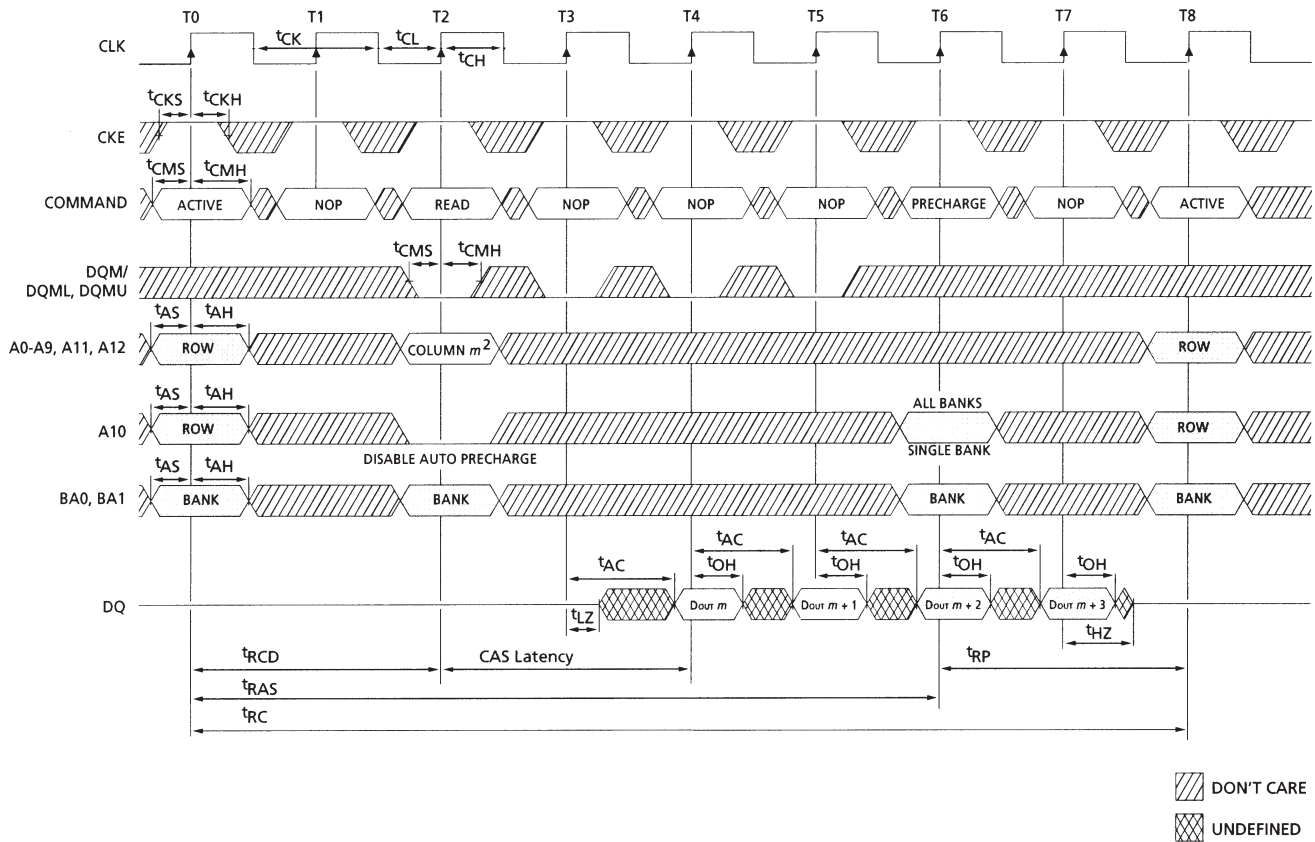 T0 T1 T2 T3 T4 T5 T6 T7 T8
CLK
tCK tCL
tCH
tCKS tCKH
CKE
tCMS tCMH
COMMAND ACTIVE NOP READ NOP NOP NOP PRECHARGE NOP ACTIVE
tCMS tCMH
DQM/
DQML, DQMU
tAS tAH
A0-A9, A11, A12 ROW COLUMN m2 ROW
tAS tAH
ALL BANKS
A10 ROW ROW
DISABLE AUTO PRECHARGE SINGLE BANK
tAS tAH
BA0, BA1 BANK BANK BANK BANK
tAC tAC tAC tAC
tOH tOH tOH tOH
DQ DOUT m DOUT m + 1 DOUT m + 2 DOUT m + 3
tLZ tHZ
tRCD CAS Latency tRP
tRAS
tRC
DON'T CARE
UNDEFINED